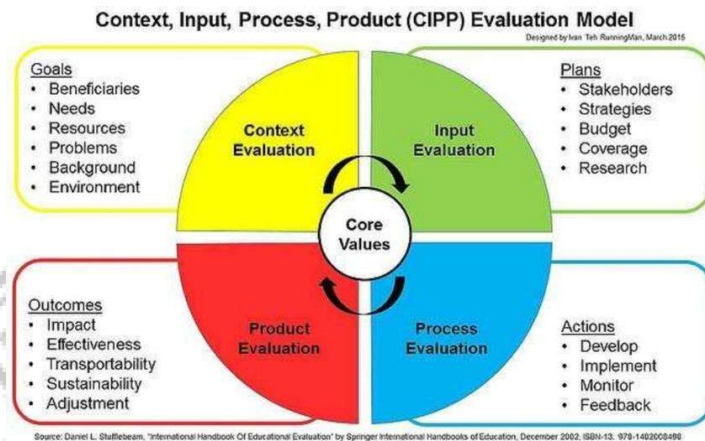 Context, Input, Process, Product (CIPP) Evaluation Model
Designed by Ivan Teh RunningMan, March 2015
Goals
• Beneficiaries
• Needs
• Resources
• Problems
• Background
• Environment
Context
Evaluation
Input
Evaluation
Plans
• Stakeholders
• Strategies
• Budget
• Coverage
• Research
Core
Values
Outcomes
• Impact
• Effectiveness
• Transportability
• Sustainability
• Adjustment
Product
Evaluation
Process
Evaluation
Actions
• Develop
• Implement
• Monitor
• Feedback
Source: Daniel L. Stufflebeam, "International Handbook Of Educational Evaluation" by Springer International Handbooks of Education, December 2002, ISBN-13: 978-1402008498